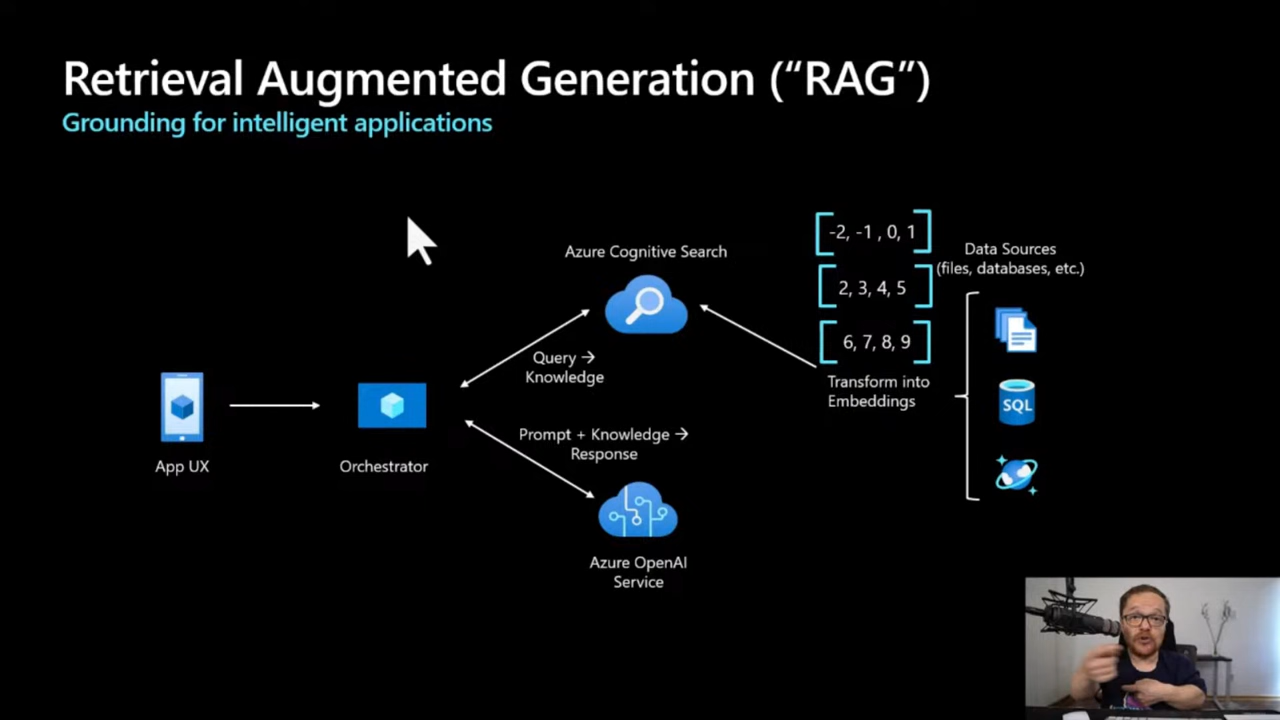 Retrieval Augmented Generation (“RAG”)
Grounding for intelligent applications
Azure Cognitive Search
-2, -1 , 0, 1
2, 3, 4, 5
6, 7, 8, 9
Transform into
Embeddings
Data Sources
(files, databases, etc.)
SQL
Query →
Knowledge
Prompt + Knowledge →
Response
App UX
Orchestrator
Azure OpenAI
Service